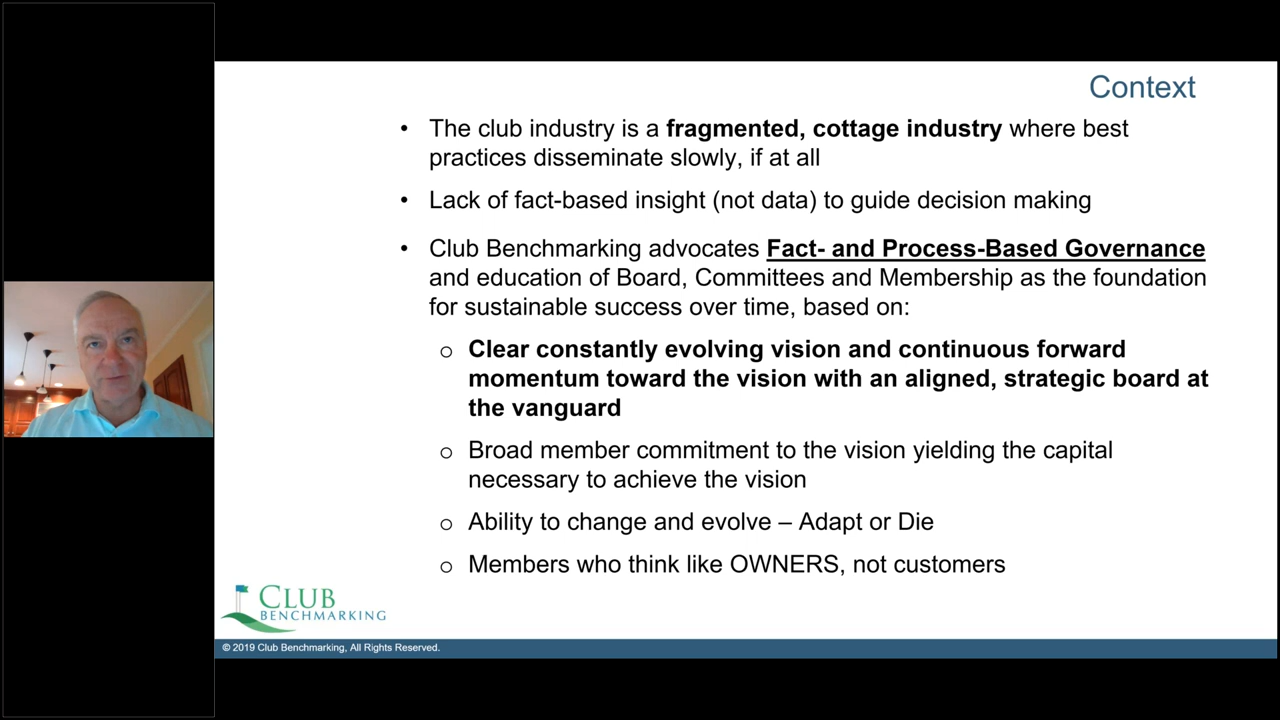 Context
• The club industry is a fragmented, cottage industry where best
practices disseminate slowly, if at all
• Lack of fact-based insight (not data) to guide decision making
• Club Benchmarking advocates Fact- and Process-Based Governance
and education of Board, Committees and Membership as the foundation
for sustainable success over time, based on:
o Clear constantly evolving vision and continuous forward
momentum toward the vision with an aligned, strategic board at
the vanguard
o Broad member commitment to the vision yielding the capital
necessary to achieve the vision
o Ability to change and evolve – Adapt or Die
o Members who think like OWNERS, not customers
CLUB
BENCHMARKING
© 2019 Club Benchmarking, All Rights Reserved.